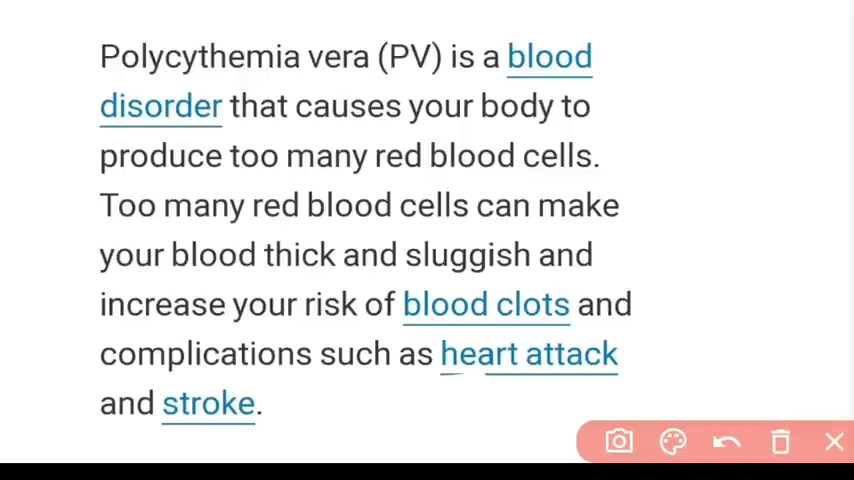 Polycythemia vera (PV) is a blood
disorder that causes your body to
produce too many red blood cells.
Too many red blood cells can make
your blood thick and sluggish and
increase your risk of blood clots and
complications such as heart attack
and stroke.